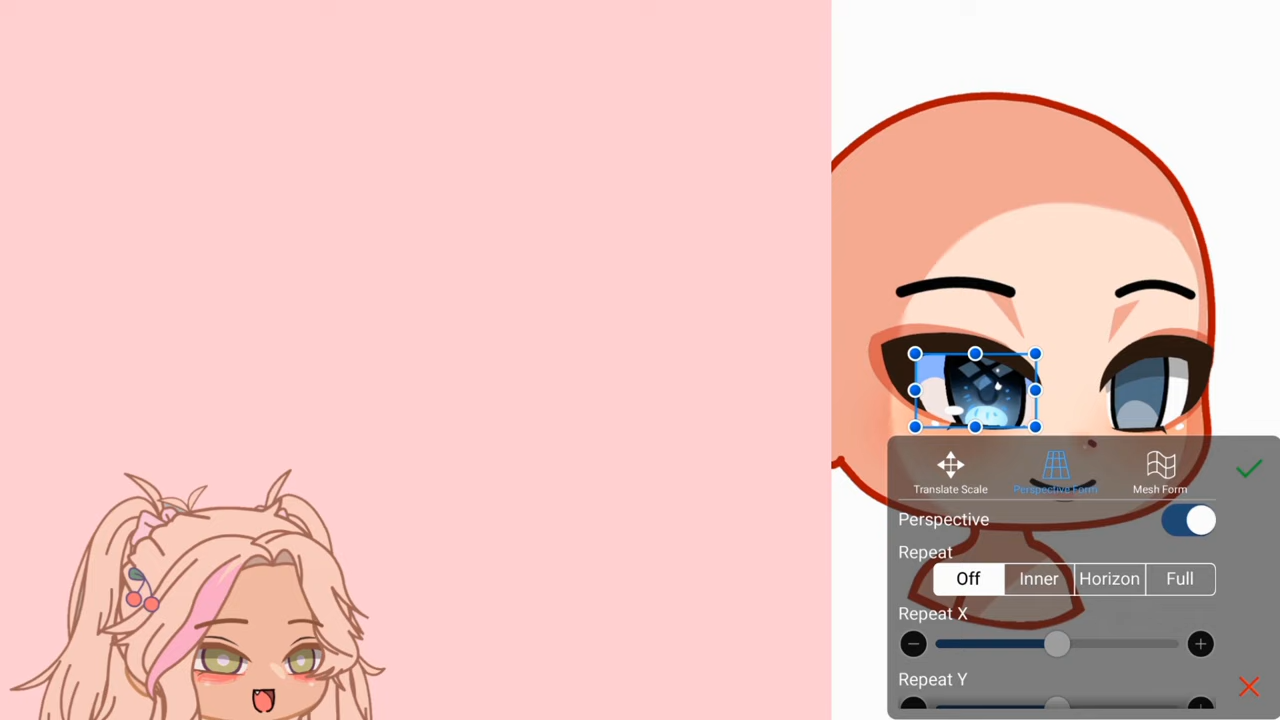 Translate Scale
Perspective Form
Mesh Form
Perspective
Repeat
Off
Inner
Horizon
Full
Repeat X
Repeat Y